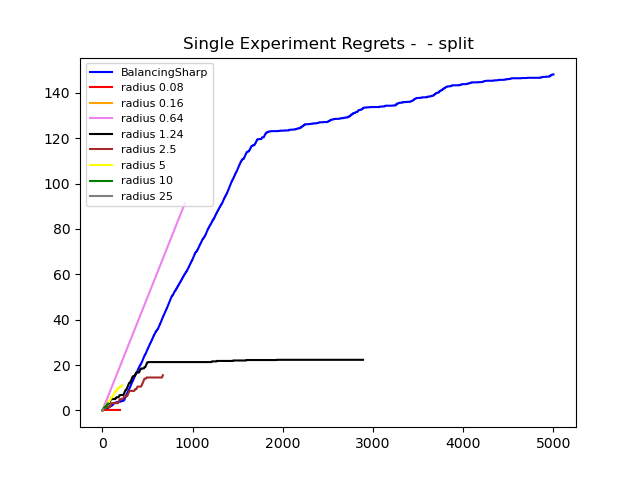 Single Experiment Regrets -  - split
BalancingSharp
radius 0.08
radius 0.16
radius 0.64
radius 1.24
radius 2.5
radius 5
radius 10
radius 25
140
120
100
80
60
40
20
0
0 1000 2000 3000 4000 5000